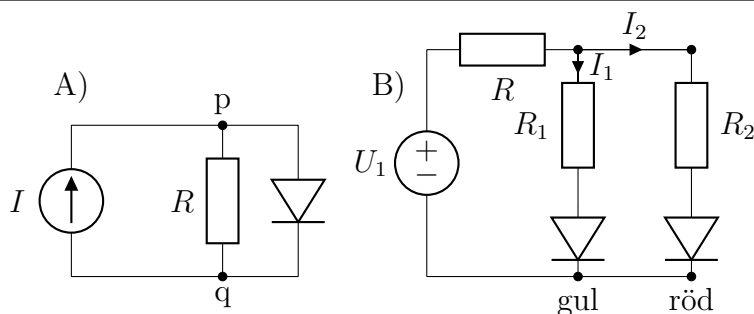 A)
p
I
R
q
B)
I₂
R
I₁
R₁
R₂
U₁
+
−
gul
röd